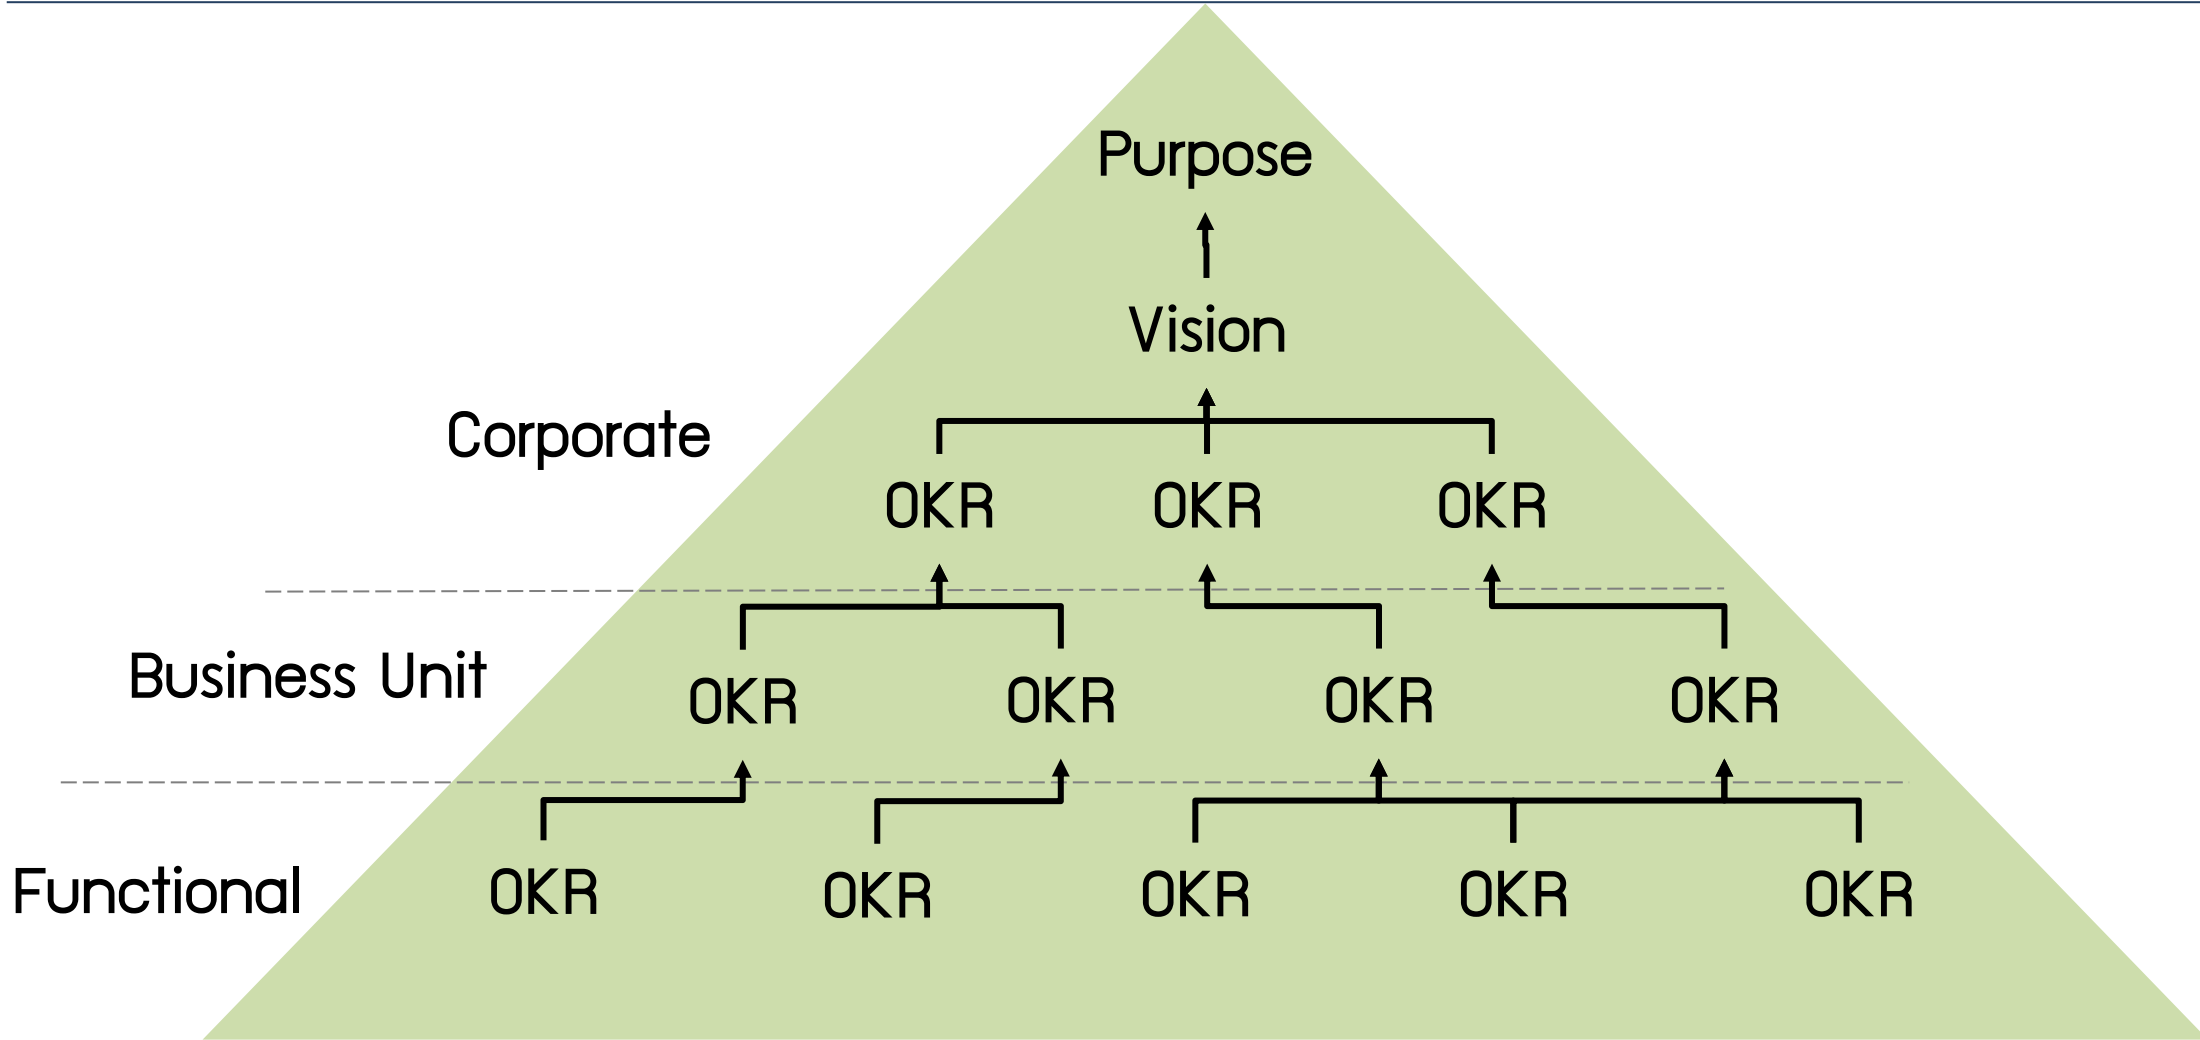 Purpose
Vision
Corporate
OKR OKR OKR
Business Unit
OKR OKR OKR OKR
Functional
OKR OKR OKR OKR OKR